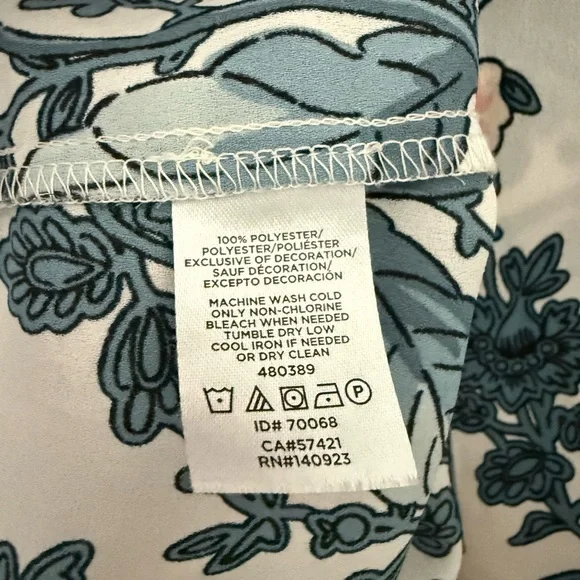 100% POLYESTER/
POLYESTER/POLIÉSTER
EXCLUSIVE OF DECORATION/
SAUF DÉCORATION/
EXCEPTO DECORACIÓN
MACHINE WASH COLD
ONLY NON-CHLORINE
BLEACH WHEN NEEDED
TUMBLE DRY LOW
COOL IRON IF NEEDED
OR DRY CLEAN
480389
P
ID# 70068
CA#57421
RN#140923